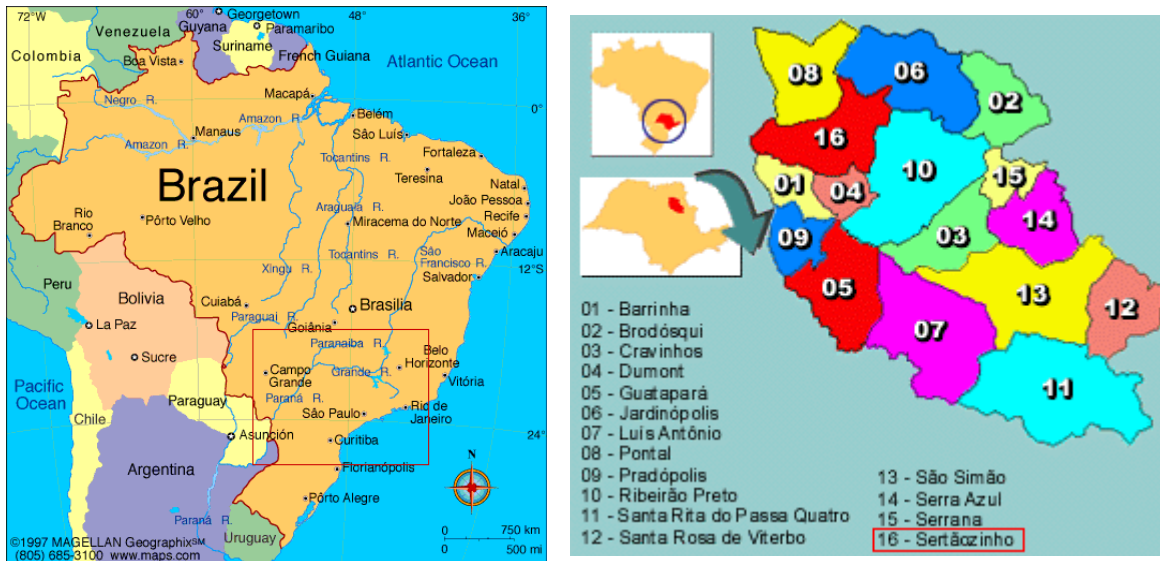 72°W
60°
48°
36°
Georgetown
Venezuela
Guyana
Paramaribo
Colombia
Suriname
French Guiana
Boa Vista
Atlantic Ocean
Macapá
Negro R.
0°
Amazon R.
Belém
Manaus
São Luís
Amazon R.
Tocantins R.
Fortaleza
Teresina
Brazil
Natal
João Pessoa
Araguaia R.
Recife
Rio Branco
Pôrto Velho
Miracema do Norte
Maceió
Tocantins R.
São Francisco R.
Aracaju
12°S
Xingu R.
Salvador
Peru
Bolivia
Cuiabá
Brasilia
La Paz
Paraguai R.
Goiânia
Sucre
Paranaiba R.
Belo Horizonte
Campo Grande
Grande R.
Vitória
Pacific Ocean
Paraguay
Paraná R.
Chile
São Paulo
Rio de Janeiro
Asunción
Curitiba
24°
Argentina
Florianópolis
N
Pôrto Alegre
Paraná R.
Uruguay
0 750 km
0 500 mi
©1997 MAGELLAN Geographix℠
(805) 685-3100 www.maps.com
08
06
02
16
10
01
04
15
14
09
03
05
13
12
07
11
01 - Barrinha
02 - Brodósqui
03 - Cravinhos
04 - Dumont
05 - Guatapará
06 - Jardinópolis
07 - Luís Antônio
08 - Pontal
09 - Pradópolis
10 - Ribeirão Preto
11 - Santa Rita do Passa Quatro
12 - Santa Rosa de Viterbo
13 - São Simão
14 - Serra Azul
15 - Serrana
16 - Sertãozinho